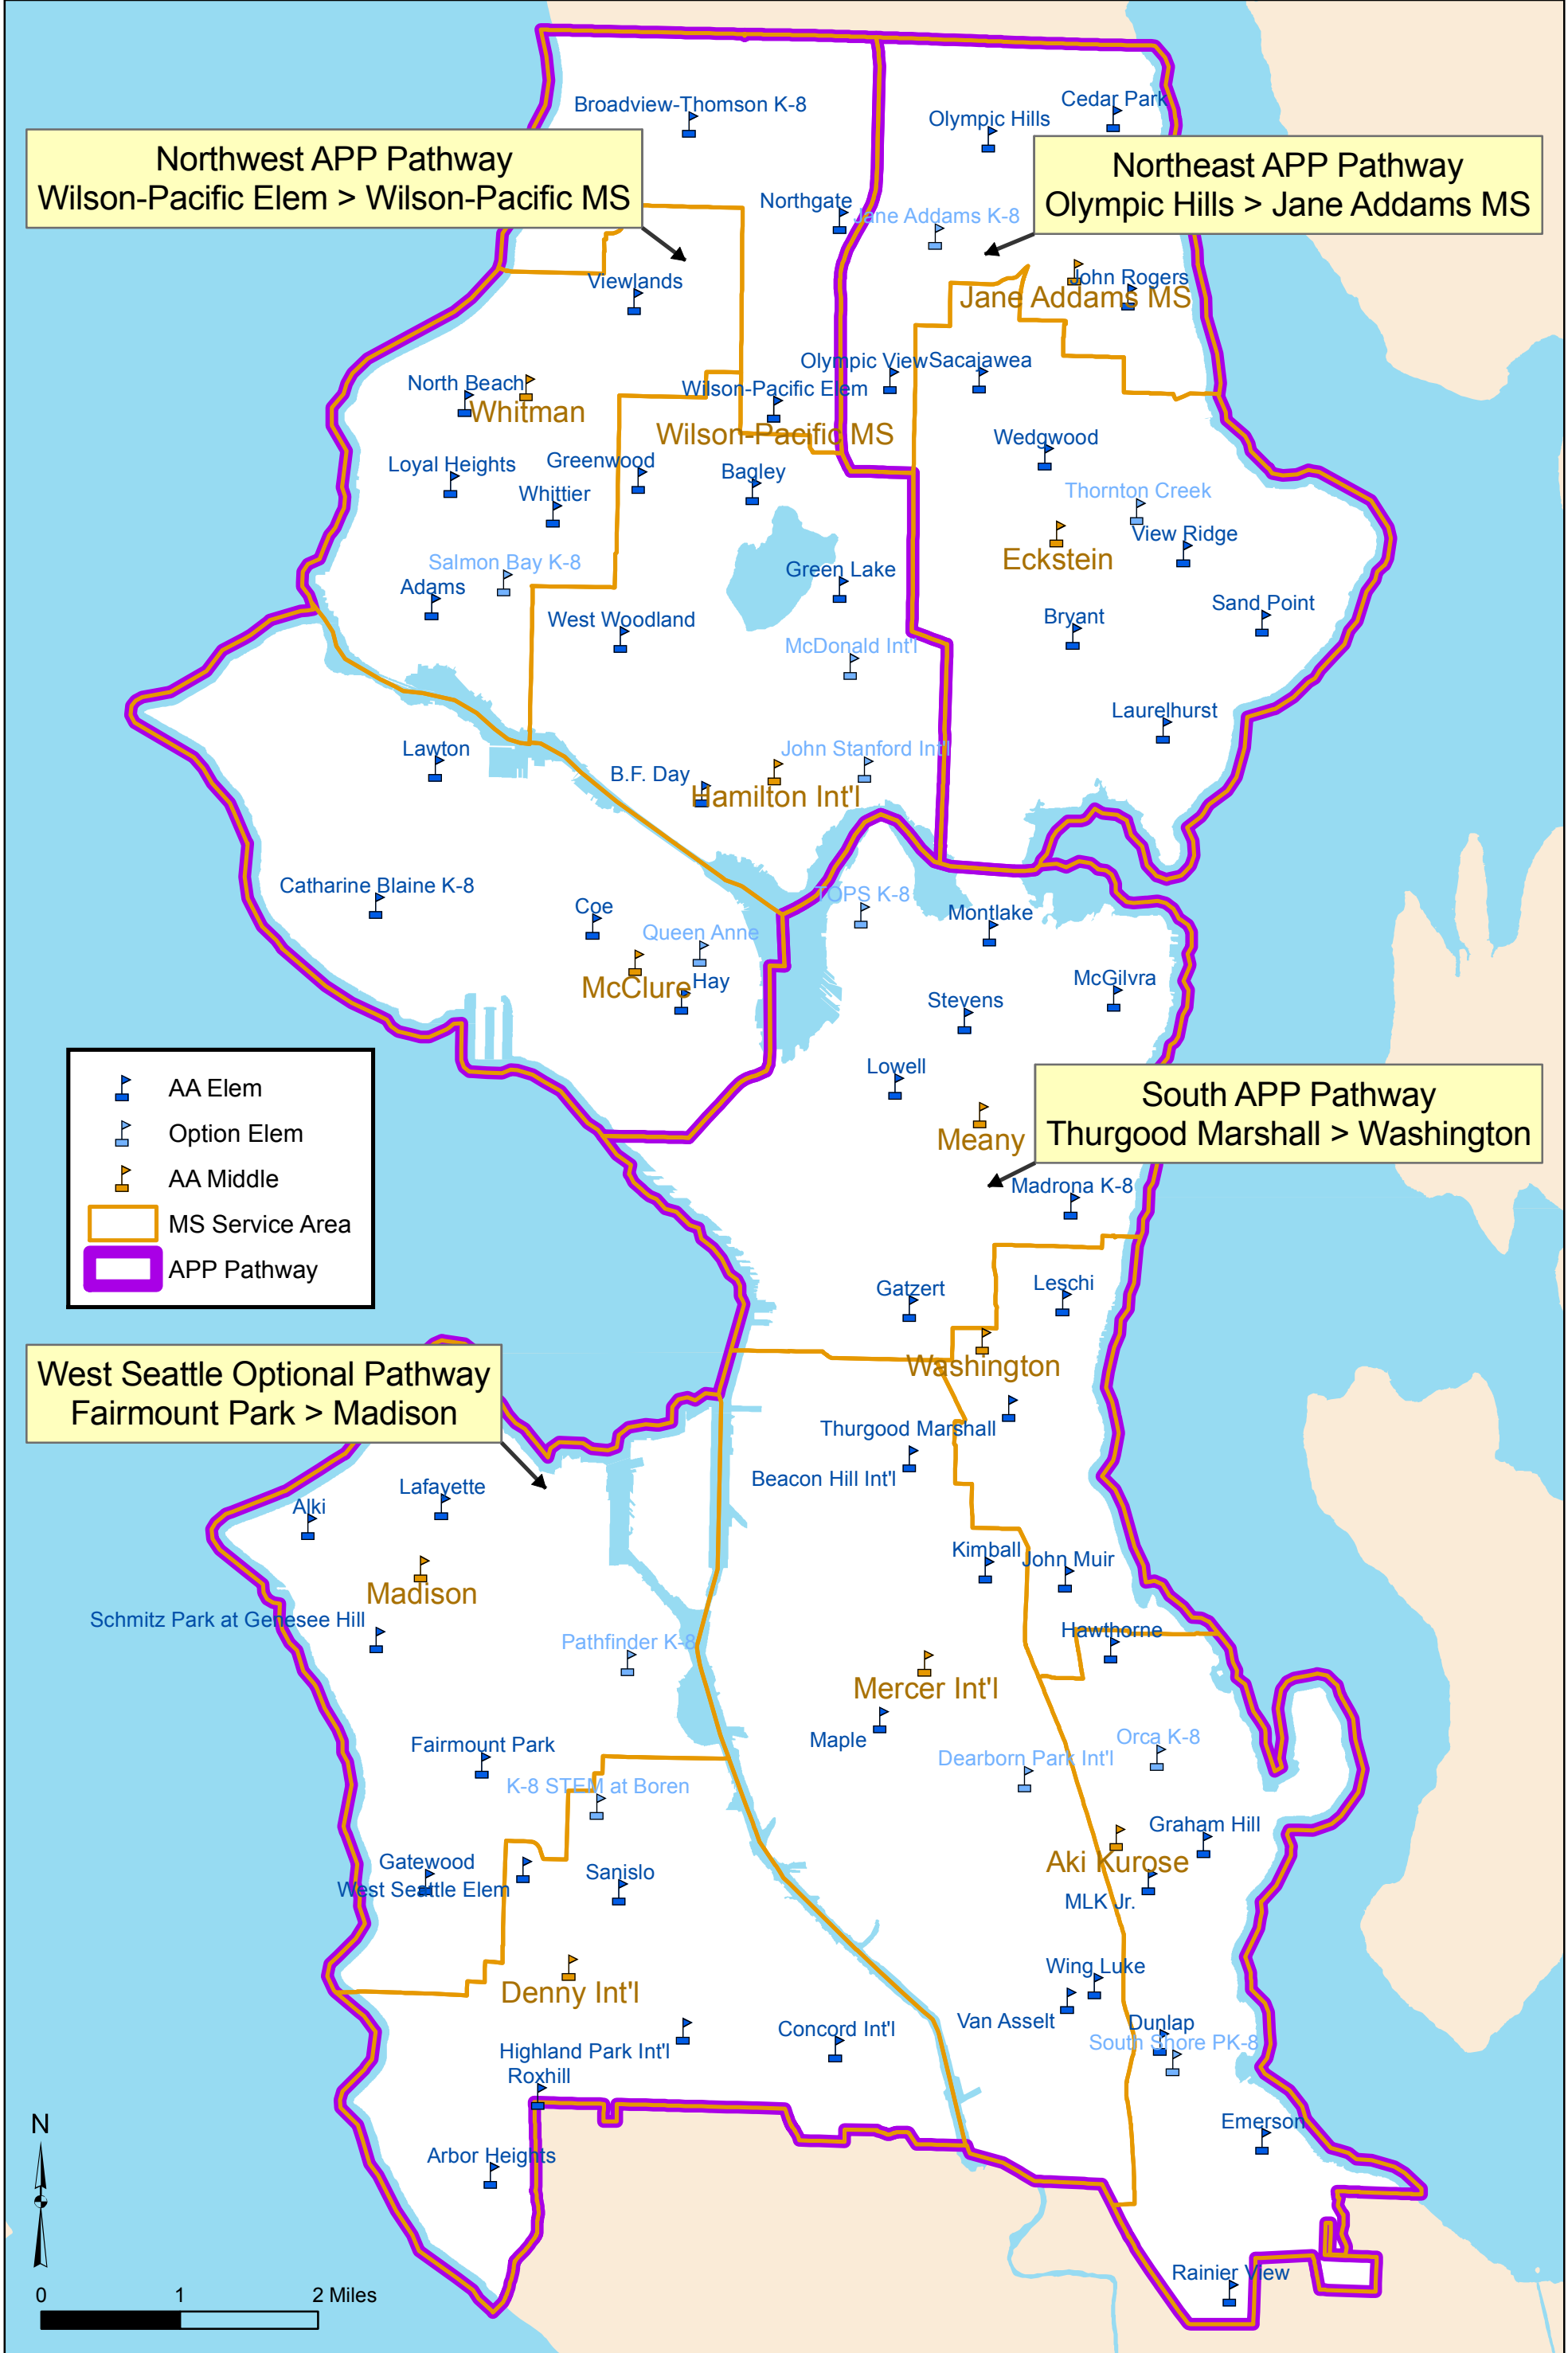 Broadview-Thomson K-8
Cedar Park
Olympic Hills
Northwest APP Pathway
Wilson-Pacific Elem > Wilson-Pacific MS
Northeast APP Pathway
Olympic Hills > Jane Addams MS
Northgate
Jane Addams K-8
Viewlands
John Rogers
Jane Addams MS
Olympic View
Sacajawea
North Beach
Whitman
Wilson-Pacific Elem
Wilson-Pacific MS
Wedgwood
Loyal Heights
Greenwood
Bagley
Whittier
Thornton Creek
View Ridge
Eckstein
Salmon Bay K-8
Green Lake
Adams
Sand Point
West Woodland
Bryant
McDonald Int'l
Laurelhurst
Lawton
John Stanford Int'l
B.F. Day
Hamilton Int'l
Catharine Blaine K-8
TOPS K-8
Coe
Montlake
Queen Anne
McClure
Hay
McGilvra
Stevens
Lowell
AA Elem
Option Elem
AA Middle
MS Service Area
APP Pathway
South APP Pathway
Thurgood Marshall > Washington
Meany
Madrona K-8
Gatzert
Leschi
Washington
West Seattle Optional Pathway
Fairmount Park > Madison
Thurgood Marshall
Beacon Hill Int'l
Lafayette
Alki
Kimball
John Muir
Madison
Schmitz Park at Genesee Hill
Hawthorne
Pathfinder K-8
Mercer Int'l
Maple
Orca K-8
Fairmount Park
Dearborn Park Int'l
K-8 STEM at Boren
Graham Hill
Gatewood
Aki Kurose
West Seattle Elem
Sanislo
MLK Jr.
Wing Luke
Denny Int'l
Van Asselt
Concord Int'l
Dunlap
South Shore PK-8
Highland Park Int'l
Roxhill
Emerson
Arbor Heights
Rainier View
N
0 1 2 Miles